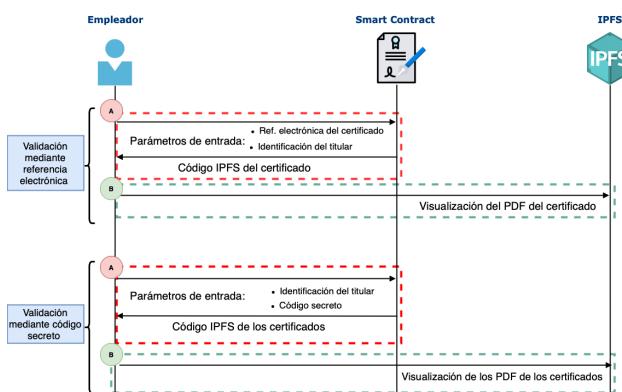 Empleador
Smart Contract
IPFS
IPFS
A
• Ref. electrónica del certificado
Parámetros de entrada:
• Identificación del titular
Código IPFS del certificado
Validación
mediante
referencia
electrónica
B
Visualización del PDF del certificado
A
• Identificación del titular
Parámetros de entrada:
• Código secreto
Código IPFS de los certificados
Validación
mediante código
secreto
B
Visualización de los PDF de los certificados